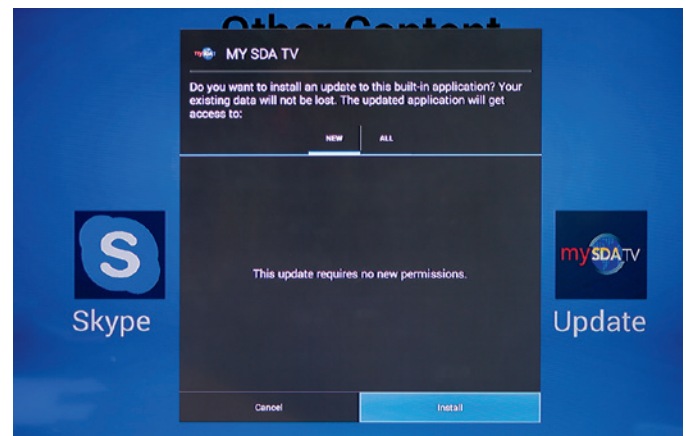 Other Content
MY SDA TV
Do you want to install an update to this built-in application? Your
existing data will not be lost. The updated application will get
access to:
NEW ALL
This update requires no new permissions.
S
mySDATV
Skype
Update
Cancel Install